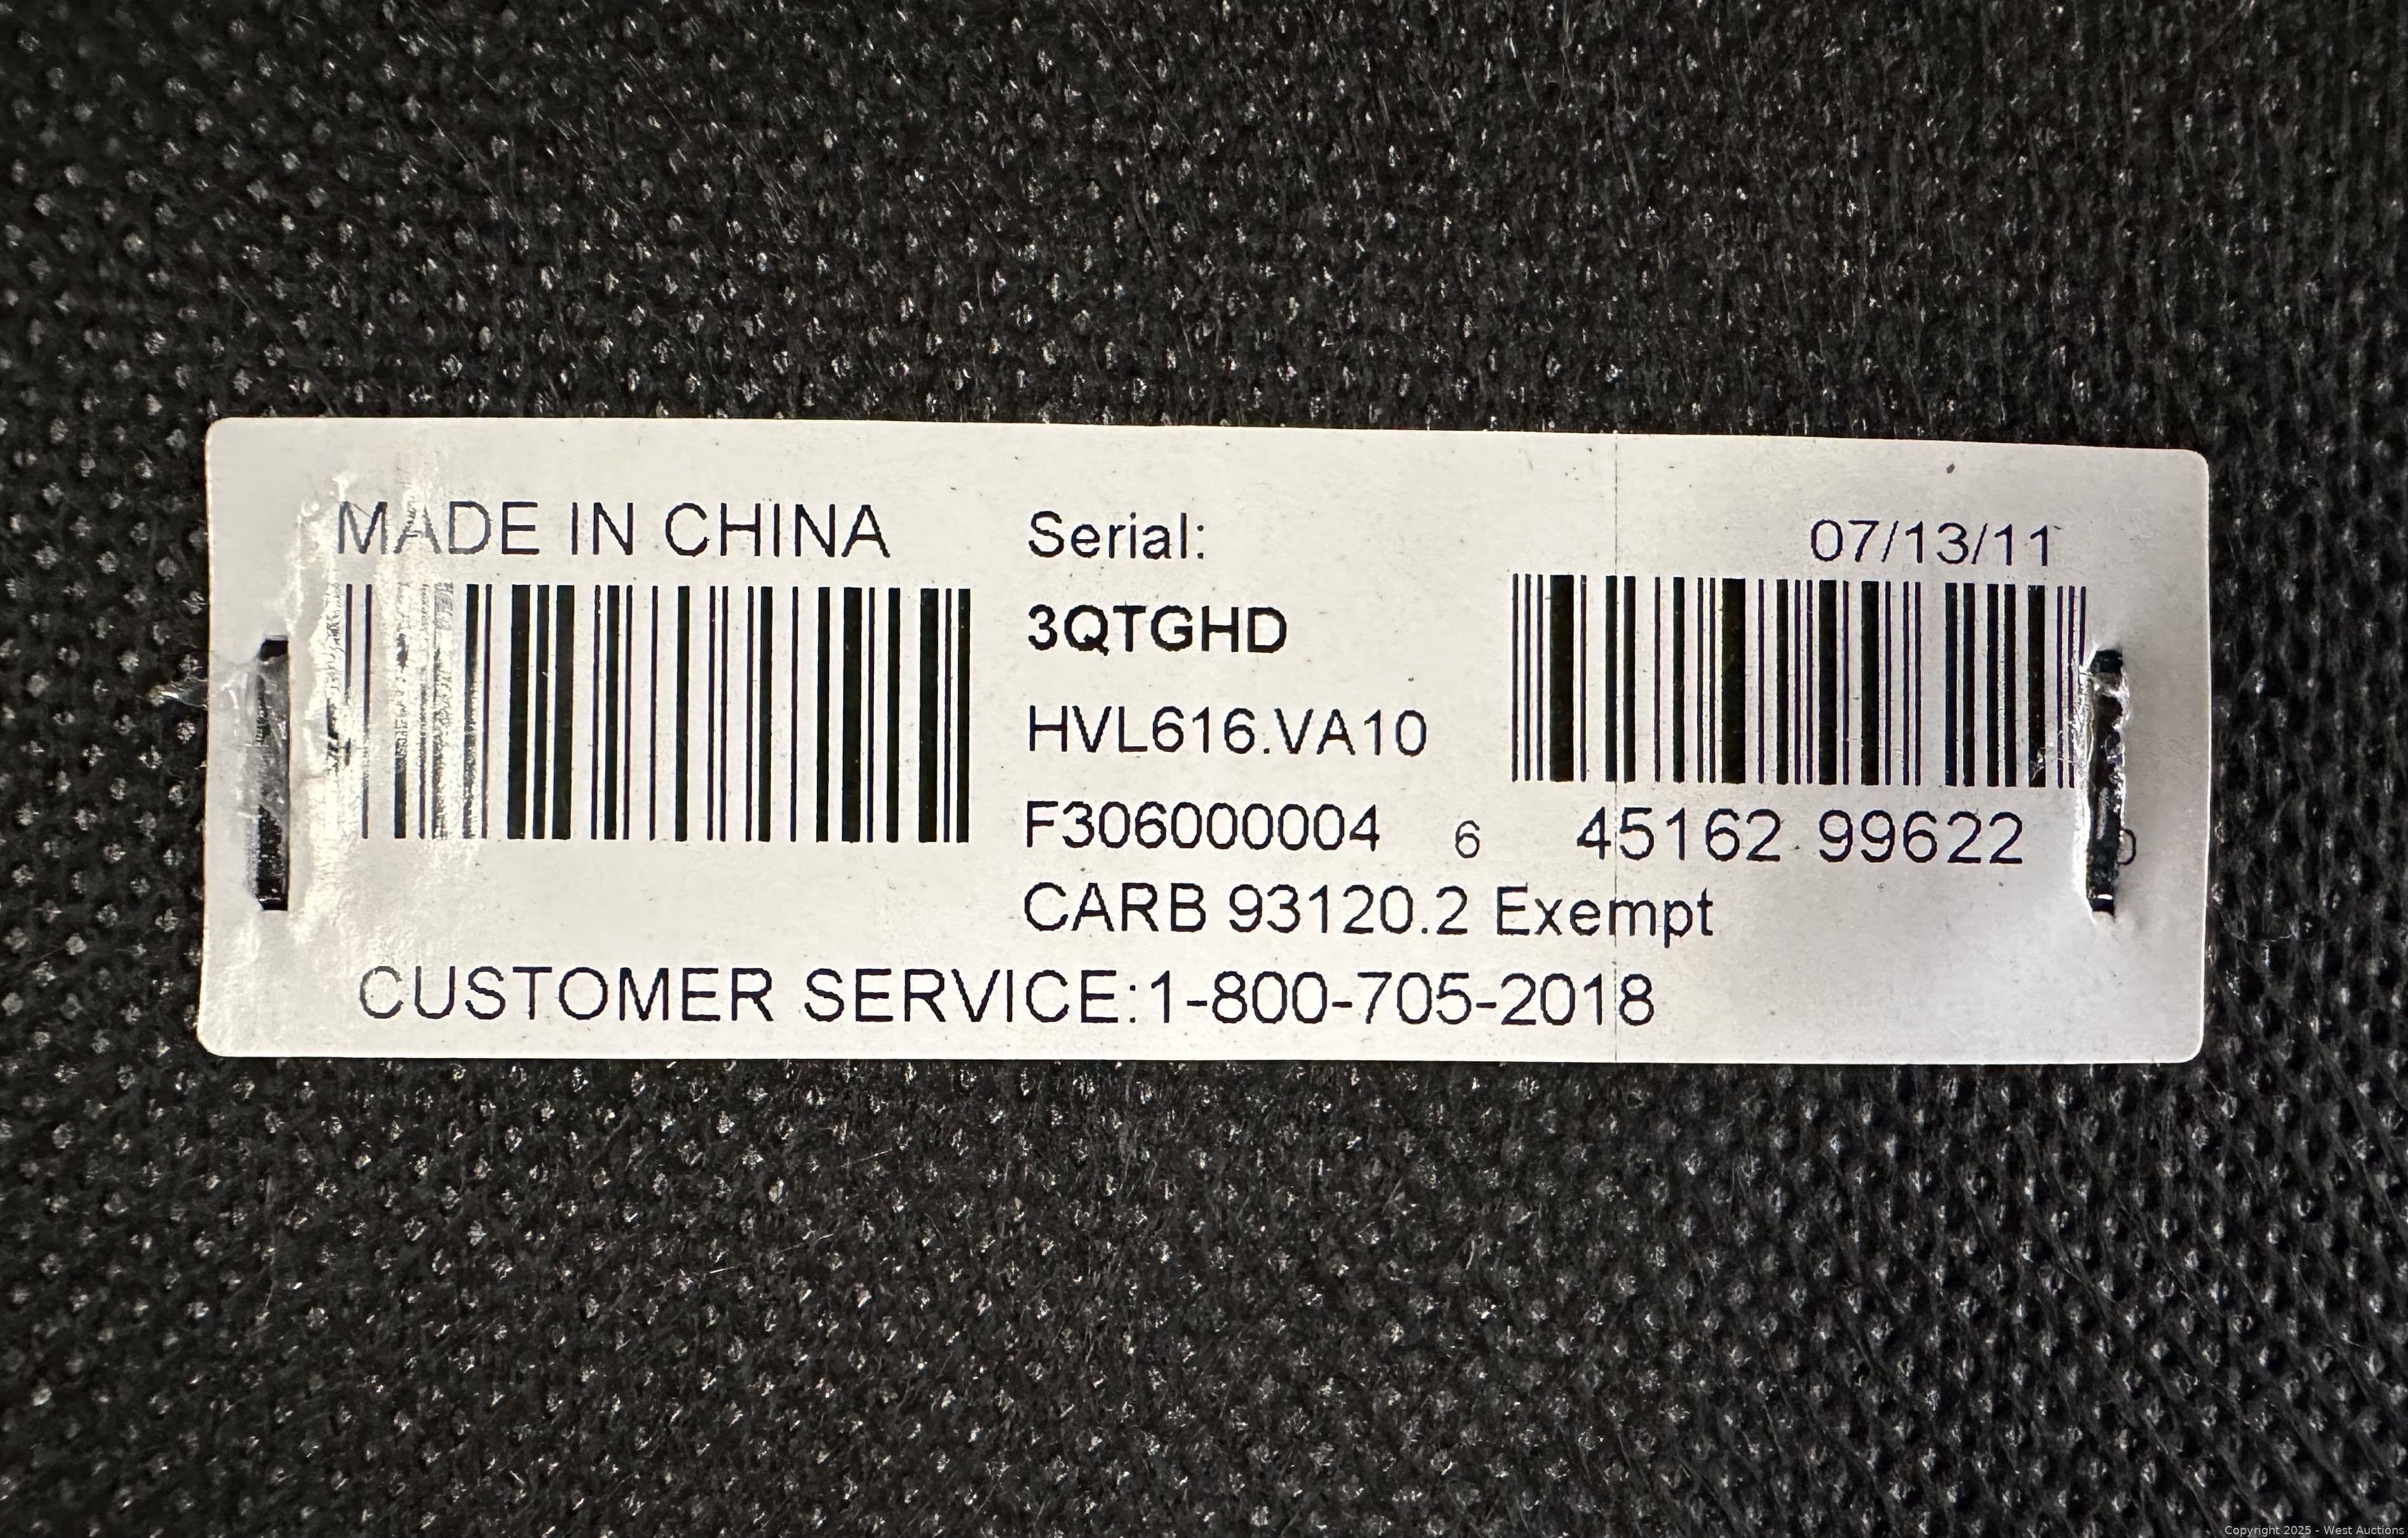 MADE IN CHINA
Serial:
07/13/11
3QTGHD
HVL616.VA10
F306000004
6 45162 99622
CARB 93120.2 Exempt
CUSTOMER SERVICE:1-800-705-2018
Copyright 2025 - West Auctions